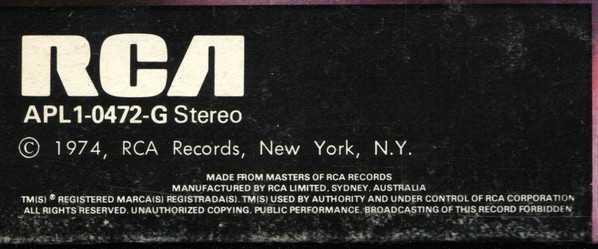 RCA
APL1-0472-G Stereo
© 1974, RCA Records, New York, N.Y.
MADE FROM MASTERS OF RCA RECORDS
MANUFACTURED BY RCA LIMITED, SYDNEY, AUSTRALIA
TM(S) ® REGISTERED MARCA(S) REGISTRADA(S). TM(S) USED BY AUTHORITY AND UNDER CONTROL OF RCA CORPORATION
ALL RIGHTS RESERVED. UNAUTHORIZED COPYING, PUBLIC PERFORMANCE, BROADCASTING OF THIS RECORD FORBIDDEN